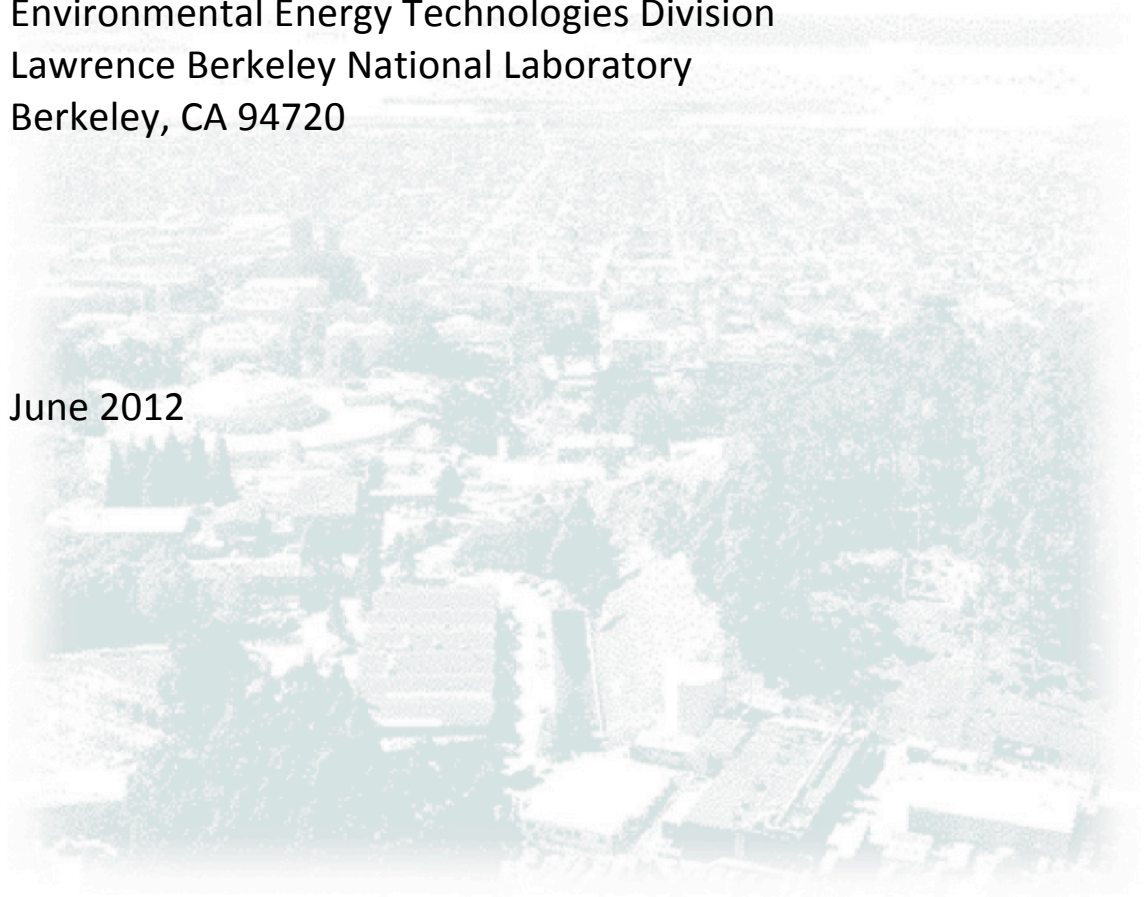 Environmental Energy Technologies Division
Lawrence Berkeley National Laboratory
Berkeley, CA 94720
June 2012